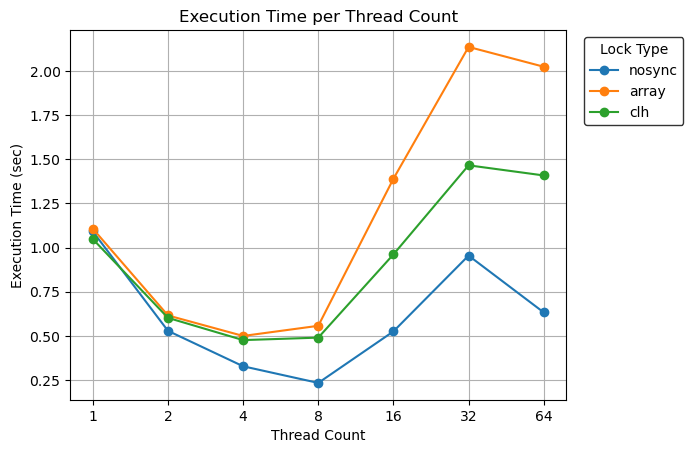 Execution Time per Thread Count
Lock Type
nosync
array
clh
Execution Time (sec)
2.00
1.75
1.50
1.25
1.00
0.75
0.50
0.25
1 2 4 8 16 32 64
Thread Count